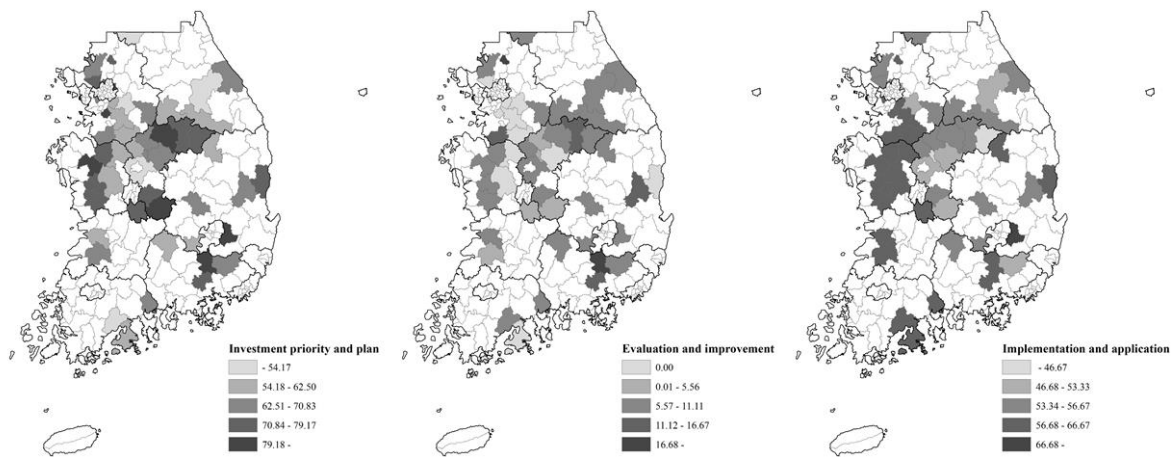 Investment priority and plan
- 54.17
54.18 - 62.50
62.51 - 70.83
70.84 - 79.17
79.18 -
Evaluation and improvement
0.00
0.01 - 5.56
5.57 - 11.11
11.12 - 16.67
16.68 -
Implementation and application
- 46.67
46.68 - 53.33
53.34 - 56.67
56.68 - 66.67
66.68 -